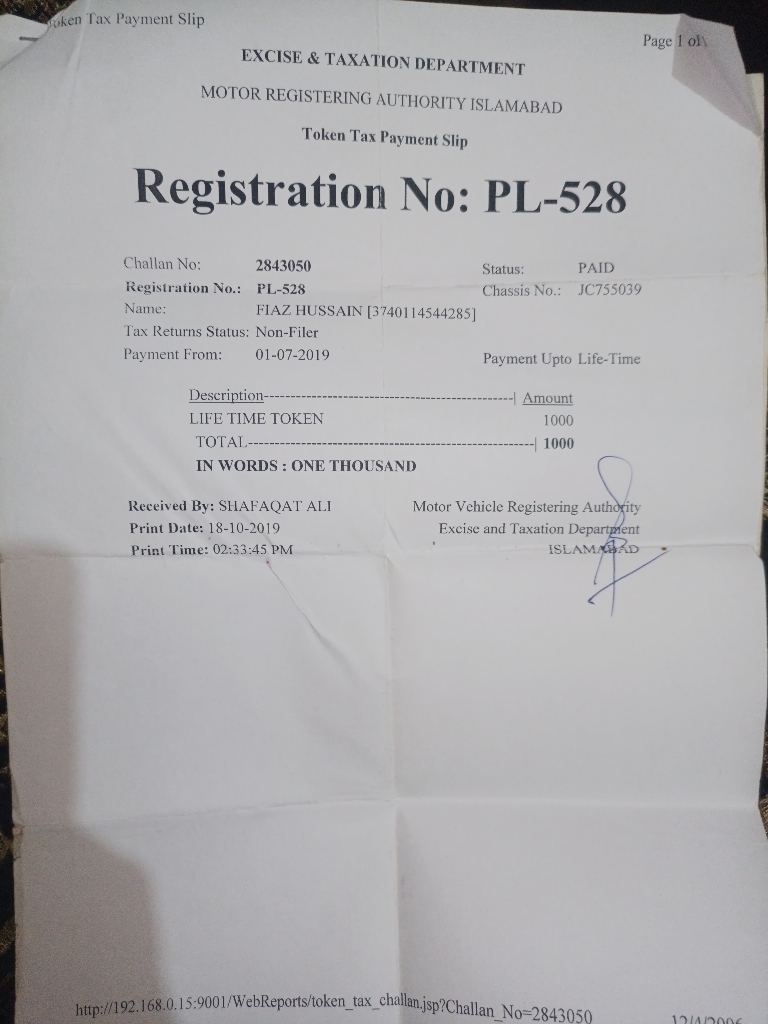 Token Tax Payment Slip
Page 1 of
EXCISE & TAXATION DEPARTMENT
MOTOR REGISTERING AUTHORITY ISLAMABAD
Token Tax Payment Slip
Registration No: PL-528
Challan No: 2843050 Status: PAID
Registration No.: PL-528 Chassis No.: JC755039
Name: FIAZ HUSSAIN [3740114544285]
Tax Returns Status: Non-Filer
Payment From: 01-07-2019 Payment Upto Life-Time
Description--------------------------------------------------| Amount
LIFE TIME TOKEN 1000
TOTAL----------------------------------------------------------| 1000
IN WORDS : ONE THOUSAND
Received By: SHAFAQAT ALI Motor Vehicle Registering Authority
Print Date: 18-10-2019 Excise and Taxation Department
Print Time: 02:33:45 PM ISLAMABAD
http://192.168.0.15:9001/WebReports/token_tax_challan.jsp?Challan_No=2843050 12/4/2006